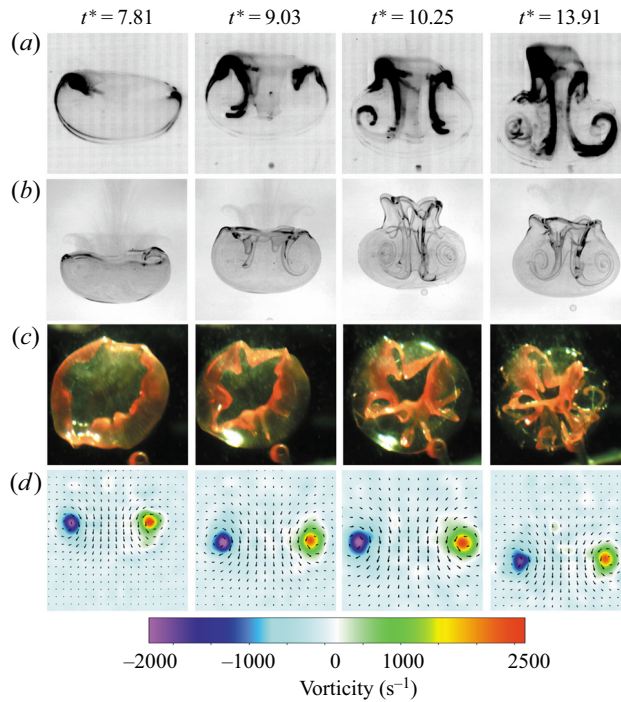 t* = 7.81 t* = 9.03 t* = 10.25 t* = 13.91
(a)
(b)
(c)
(d)
–2000 –1000 0 1000 2500
Vorticity (s⁻¹)